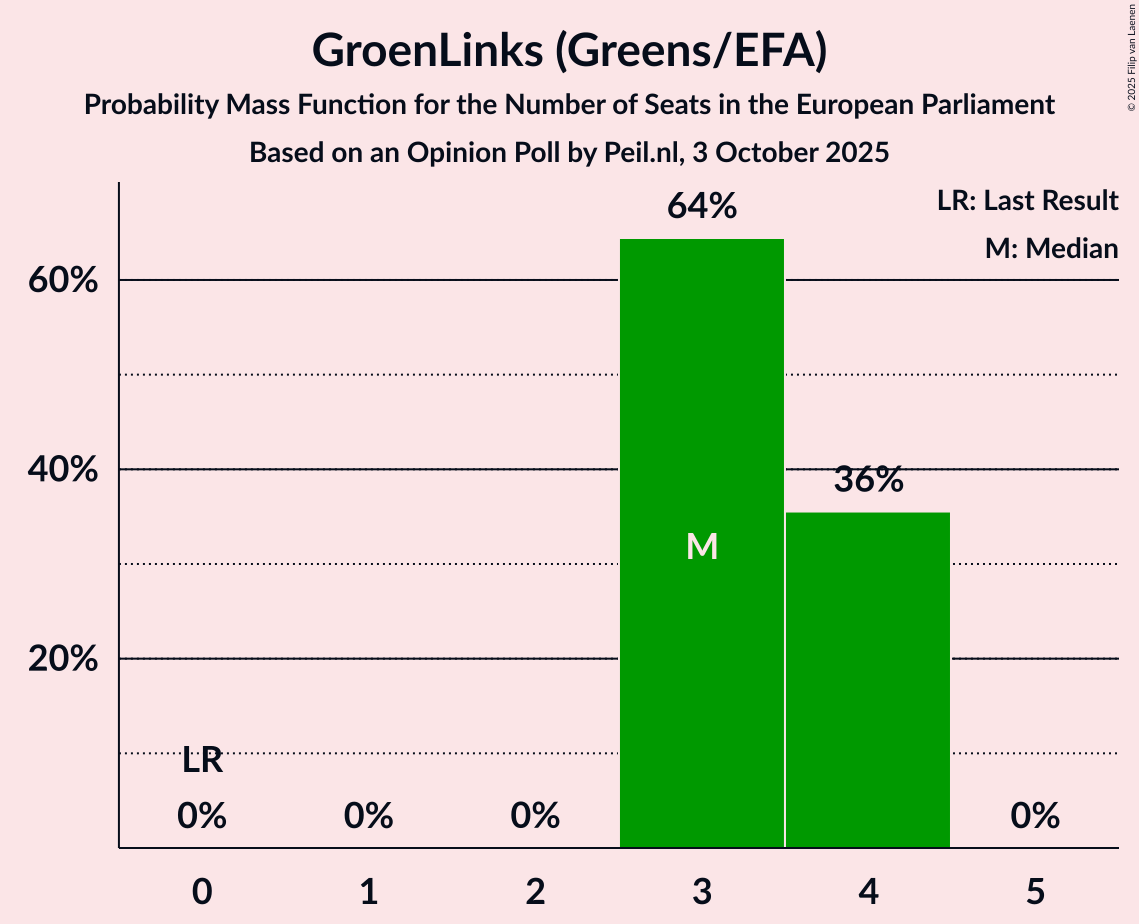 GroenLinks (Greens/EFA)
Probability Mass Function for the Number of Seats in the European Parliament
Based on an Opinion Poll by Peil.nl, 3 October 2025
© 2025 Filip van Laenen
LR: Last Result
M: Median
64%
60%
40%
36%
M
20%
LR
0%
0%
0%
0%
0
1
2
3
4
5